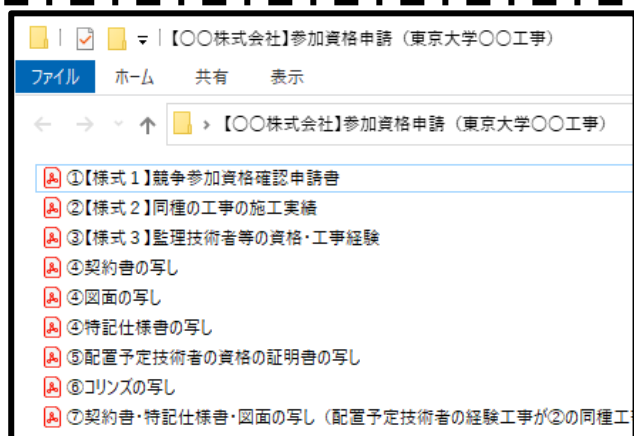 【〇〇株式会社】参加資格申請（東京大学〇〇工事）
ファイル ホーム 共有 表示
【〇〇株式会社】参加資格申請（東京大学〇〇工事）
①【様式１】競争参加資格確認申請書
②【様式２】同種の工事の施工実績
③【様式３】監理技術者等の資格・工事経験
④契約書の写し
④図面の写し
④特記仕様書の写し
⑤配置予定技術者の資格の証明書の写し
⑥コリンズの写し
⑦契約書・特記仕様書・図面の写し（配置予定技術者の経験工事が②の同種工